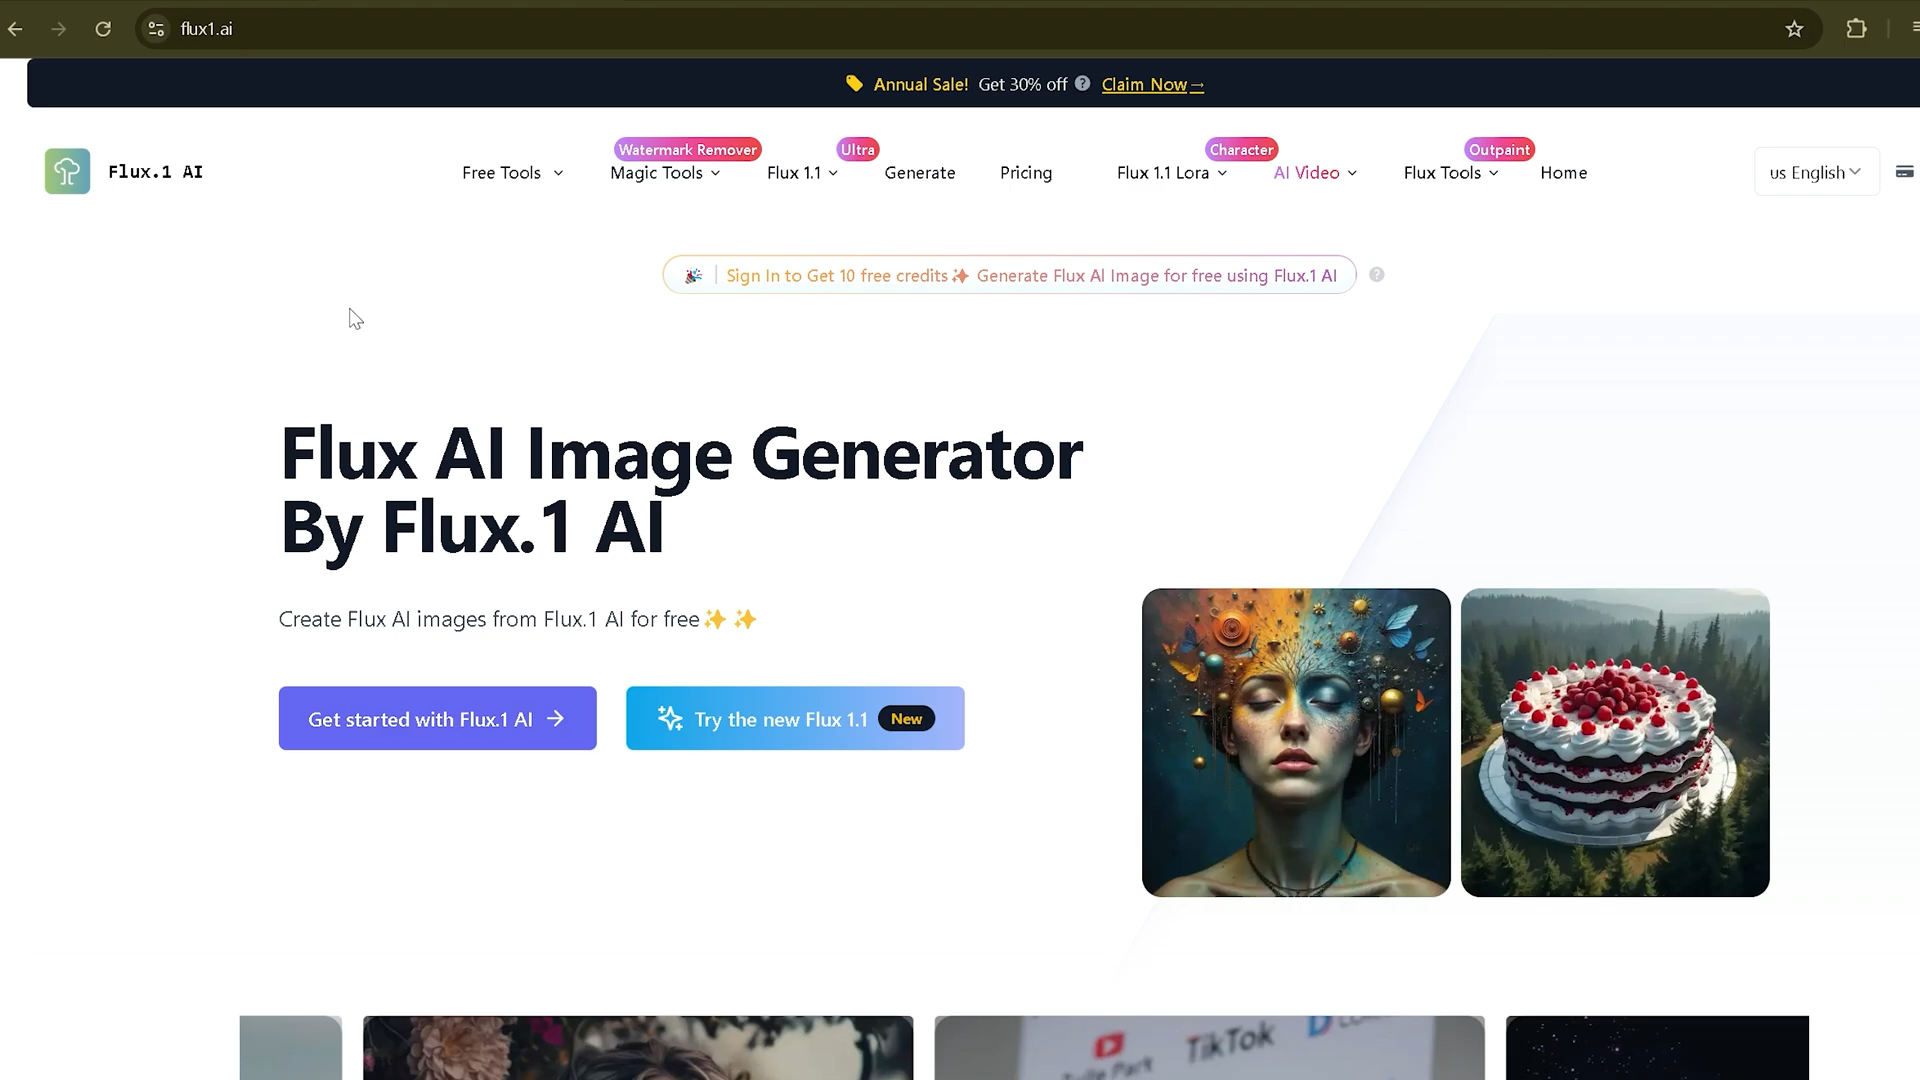 flux1.ai
Annual Sale! Get 30% off ? Claim Now→
Flux.1 AI
Free Tools
Watermark Remover
Magic Tools
Ultra
Flux 1.1
Generate
Pricing
Character
Flux 1.1 Lora
AI Video
Outpaint
Flux Tools
Home
us English
Sign In to Get 10 free credits✨ Generate Flux AI Image for free using Flux.1 AI ?
Flux AI Image Generator
By Flux.1 AI
Create Flux AI images from Flux.1 AI for free✨ ✨
Get started with Flux.1 AI →
Try the new Flux 1.1 New
TikTok